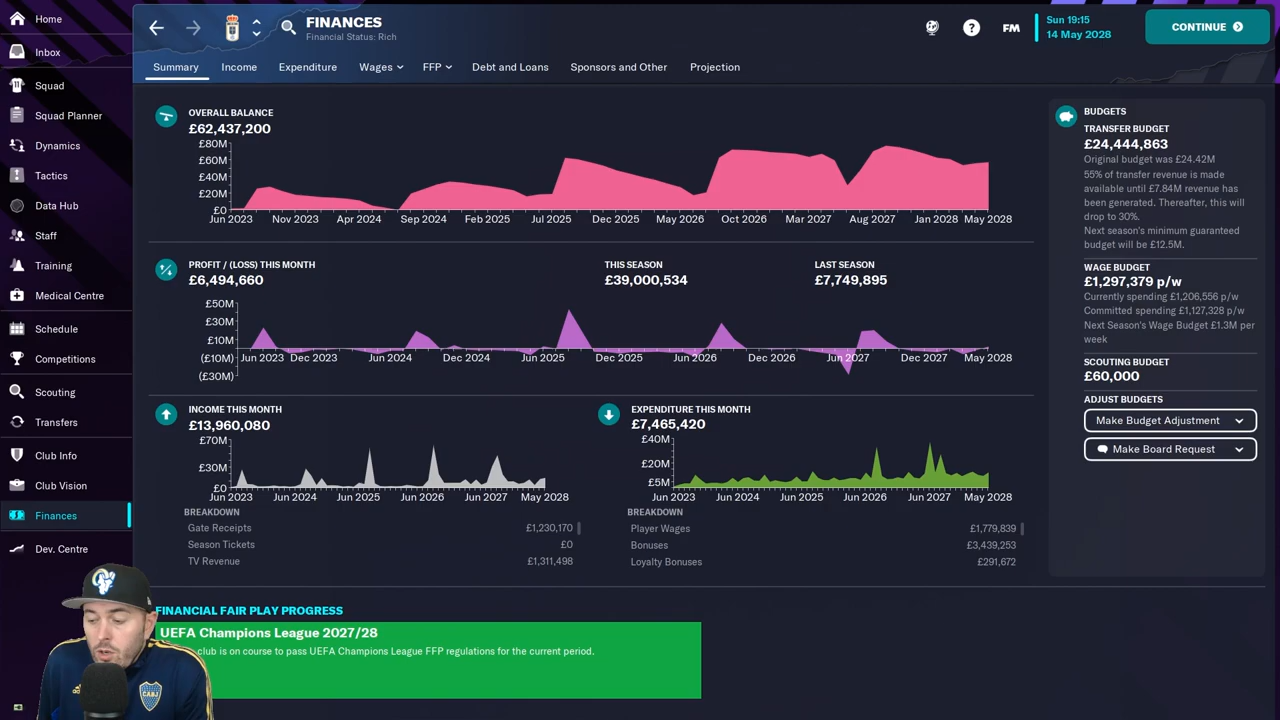 Home
Inbox
Squad
Squad Planner
Dynamics
Tactics
Data Hub
Staff
Training
Medical Centre
Schedule
Competitions
Scouting
Transfers
Club Info
Club Vision
Finances
Dev. Centre
FINANCES
Financial Status: Rich
FM
Sun 19:15
14 May 2028
CONTINUE
Summary
Income
Expenditure
Wages
FFP
Debt and Loans
Sponsors and Other
Projection
OVERALL BALANCE
£62,437,200
£80M
£60M
£40M
£20M
£0
Jun 2023 Nov 2023 Apr 2024 Sep 2024 Feb 2025 Jul 2025 Dec 2025 May 2026 Oct 2026 Mar 2027 Aug 2027 Jan 2028 May 2028
PROFIT / (LOSS) THIS MONTH
£6,494,660
THIS SEASON
£39,000,534
LAST SEASON
£7,749,895
£50M
£30M
£10M
(£10M)
(£30M)
Jun 2023 Dec 2023 Jun 2024 Dec 2024 Jun 2025 Dec 2025 Jun 2026 Dec 2026 Jun 2027 Dec 2027 May 2028
INCOME THIS MONTH
£13,960,080
£70M
£30M
£0
Jun 2023 Jun 2024 Jun 2025 Jun 2026 Jun 2027 May 2028
BREAKDOWN
Gate Receipts £1,230,170
Season Tickets £0
TV Revenue £1,311,498
EXPENDITURE THIS MONTH
£7,465,420
£40M
£20M
£5M
Jun 2023 Jun 2024 Jun 2025 Jun 2026 Jun 2027 May 2028
BREAKDOWN
Player Wages £1,779,839
Bonuses £3,439,253
Loyalty Bonuses £291,672
BUDGETS
TRANSFER BUDGET
£24,444,863
Original budget was £24.42M
55% of transfer revenue is made
available until £7.84M revenue has
been generated. Thereafter, this will
drop to 30%.
Next season's minimum guaranteed
budget will be £12.5M.
WAGE BUDGET
£1,297,379 p/w
Currently spending £1,206,556 p/w
Committed spending £1,127,328 p/w
Next Season's Wage Budget £1.3M per
week
SCOUTING BUDGET
£60,000
ADJUST BUDGETS
Make Budget Adjustment
Make Board Request
FINANCIAL FAIR PLAY PROGRESS
UEFA Champions League 2027/28
club is on course to pass UEFA Champions League FFP regulations for the current period.
CABJ